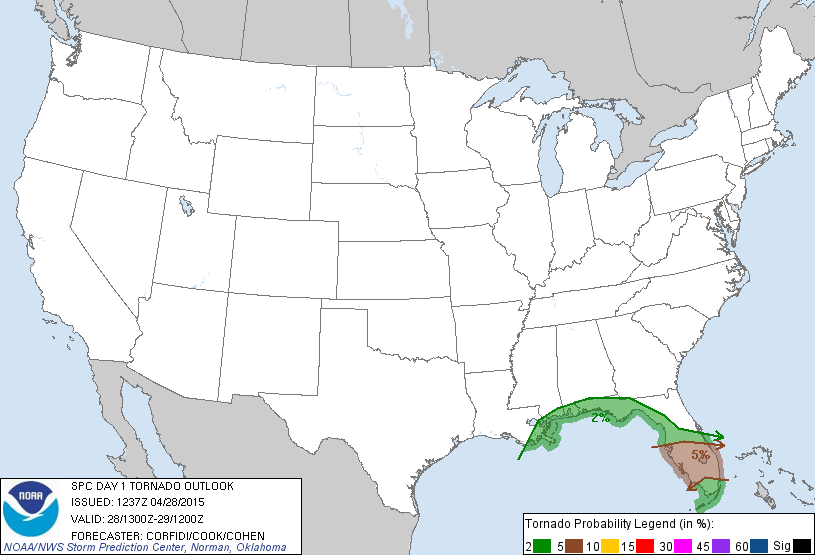 2%
5%
NOAA
SPC DAY 1 TORNADO OUTLOOK
ISSUED: 1237Z 04/28/2015
VALID: 28/1300Z-29/1200Z
FORECASTER: CORFIDI/COOK/COHEN
NOAA/NWS Storm Prediction Center, Norman, Oklahoma
Tornado Probability Legend (in %):
2 5 10 15 30 45 60 Sig